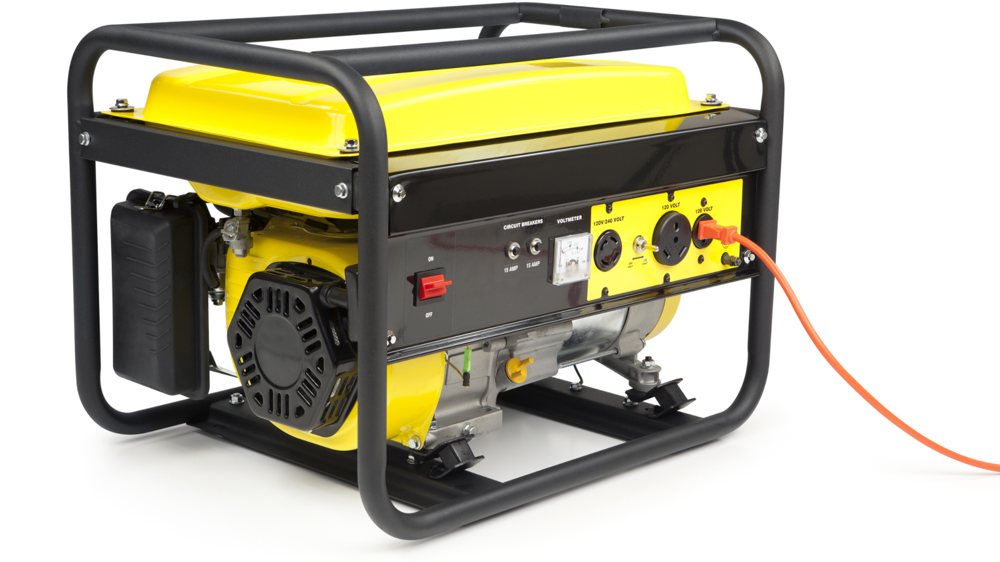 CIRCUIT BREAKERS
15 AMP
15 AMP
VOLTMETER
120V/240 VOLT
120 VOLT
120 VOLT
ON
OFF